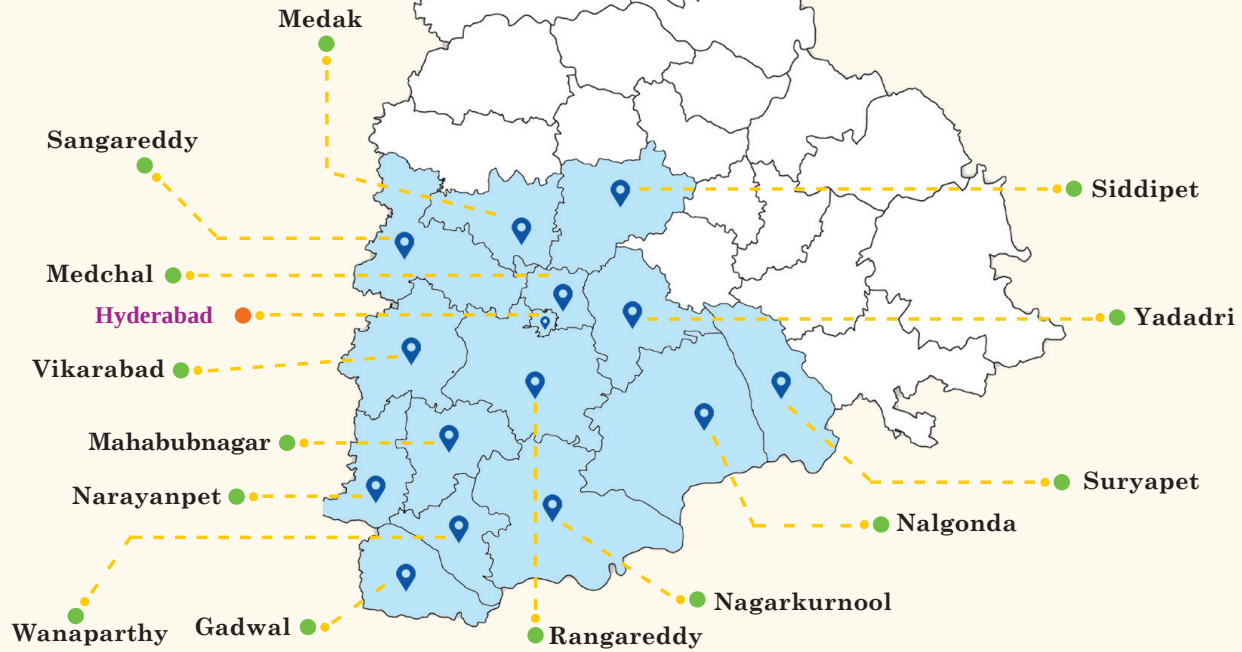 Medak
Sangareddy
Siddipet
Medchal
Hyderabad
Yadadri
Vikarabad
Mahabubnagar
Suryapet
Narayanpet
Nalgonda
Nagarkurnool
Wanaparthy
Gadwal
Rangareddy